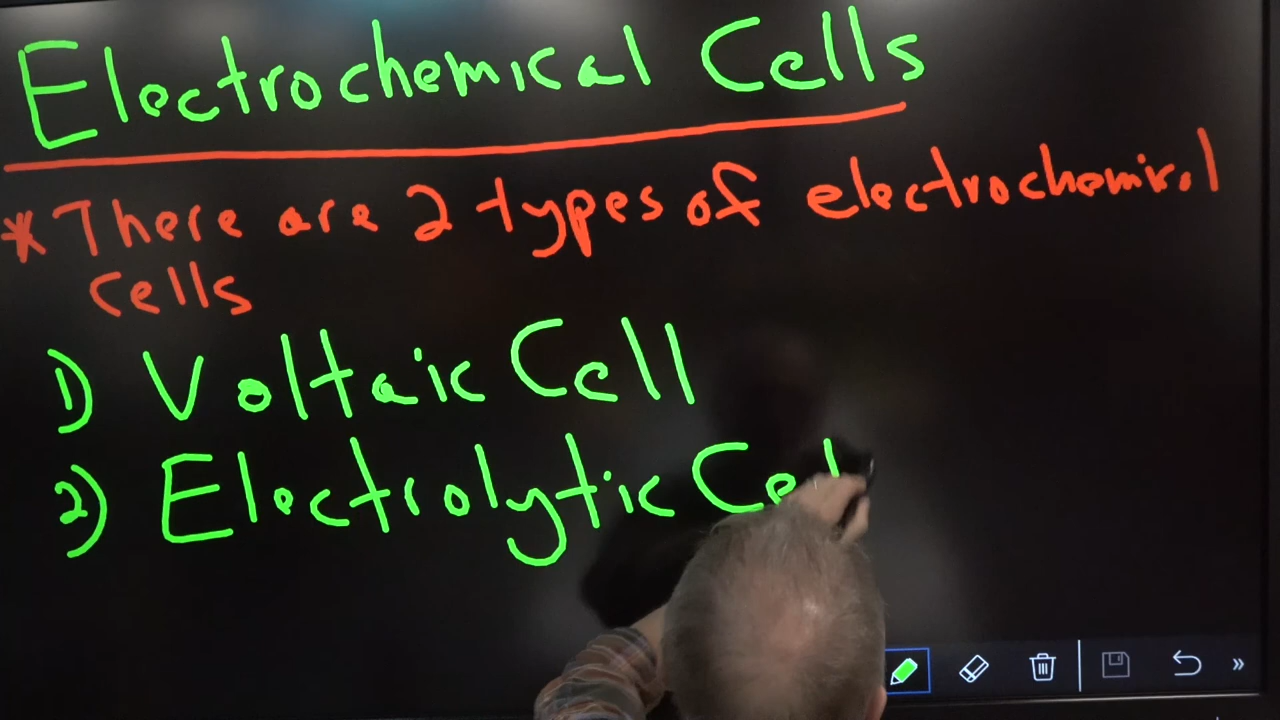 Electrochemical Cells
* There are 2 types of electrochemical
cells
1) Voltaic Cell
2) Electrolytic Cel